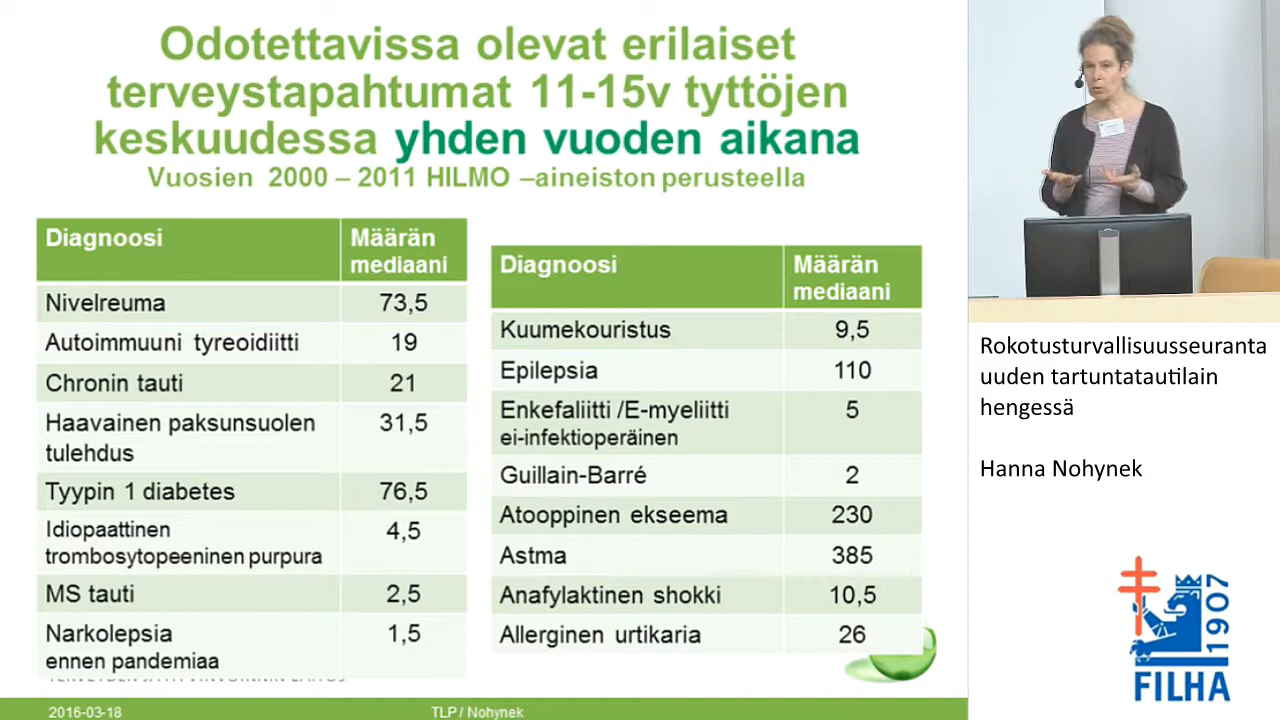 Odotettavissa olevat erilaiset
terveystapahtumat 11-15v tyttöjen
keskuudessa yhden vuoden aikana
Vuosien 2000 – 2011 HILMO –aineiston perusteella
Diagnoosi
Määrän
mediaani
Nivelreuma 73,5
Autoimmuuni tyreoidiitti 19
Chronin tauti 21
Haavainen paksunsuolen 31,5
tulehdus
Tyypin 1 diabetes 76,5
Idiopaattinen 4,5
trombosytopeeninen purpura
MS tauti 2,5
Narkolepsia 1,5
ennen pandemiaa
Diagnoosi
Määrän
mediaani
Kuumekouristus 9,5
Epilepsia 110
Enkefaliitti /E-myeliitti 5
ei-infektioperäinen
Guillain-Barré 2
Atooppinen ekseema 230
Astma 385
Anafylaktinen shokki 10,5
Allerginen urtikaria 26
2016-03-18
TLP / Nohynek
Rokotusturvallisuusseuranta
uuden tartuntatautilain
hengessä
Hanna Nohynek
1907
FILHA